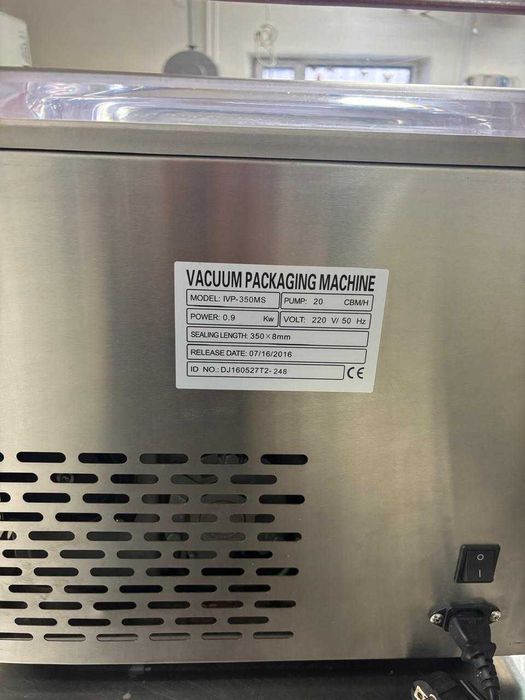 VACUUM PACKAGING MACHINE
MODEL: IVP-350MS PUMP: 20 CBM/H
POWER: 0.9 Kw VOLT: 220 V/ 50 Hz
SEALING LENGTH: 350×8mm
RELEASE DATE: 07/16/2016
ID NO.: DJ160527T2-248 CE
O
I